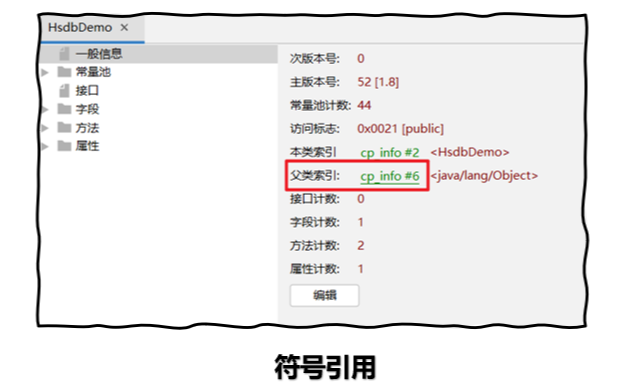 HsdbDemo ×
一般信息
常量池
接口
字段
方法
属性
次版本号: 0
主版本号: 52 [1.8]
常量池计数: 44
访问标志: 0x0021 [public]
本类索引 cp_info #2 <HsdbDemo>
父类索引: cp_info #6 <java/lang/Object>
接口计数: 0
字段计数: 1
方法计数: 2
属性计数: 1
编辑
符号引用